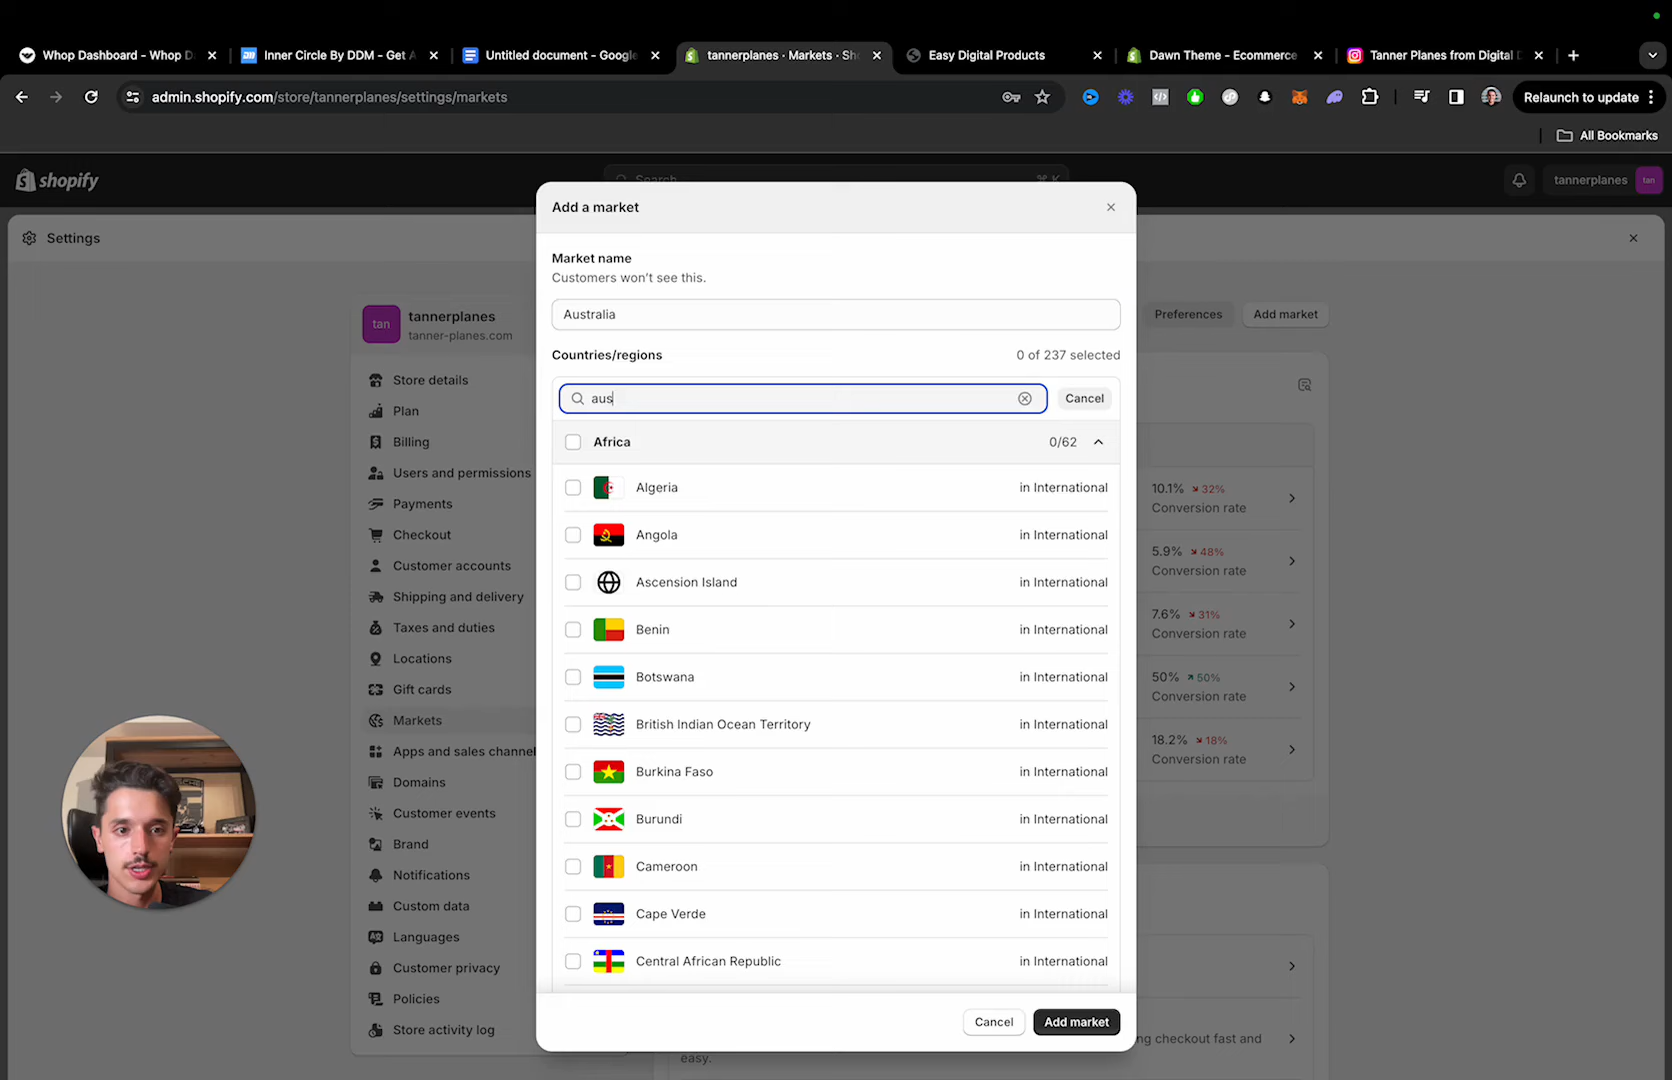 Whop Dashboard - Whop D
Inner Circle By DDM - Get A
Untitled document - Google
tannerplanes · Markets · Sh
Easy Digital Products
Dawn Theme - Ecommerce
Tanner Planes from Digital D
admin.shopify.com/store/tannerplanes/settings/markets
Relaunch to update
All Bookmarks
shopify
Search
⌘ K
tannerplanes
tan
Settings
tan
tannerplanes
tanner-planes.com
Store details
Plan
Billing
Users and permissions
Payments
Checkout
Customer accounts
Shipping and delivery
Taxes and duties
Locations
Gift cards
Markets
Apps and sales channel
Domains
Customer events
Brand
Notifications
Custom data
Languages
Customer privacy
Policies
Store activity log
Add a market
Market name
Customers won't see this.
Australia
Countries/regions
0 of 237 selected
aus
Cancel
Africa
0/62
Algeria
in International
Angola
in International
Ascension Island
in International
Benin
in International
Botswana
in International
British Indian Ocean Territory
in International
Burkina Faso
in International
Burundi
in International
Cameroon
in International
Cape Verde
in International
Central African Republic
in International
Cancel
Add market
Preferences
Add market
10.1% 32%
Conversion rate
5.9% 48%
Conversion rate
7.6% 31%
Conversion rate
50% 50%
Conversion rate
18.2% 18%
Conversion rate
ng checkout fast and
easy.